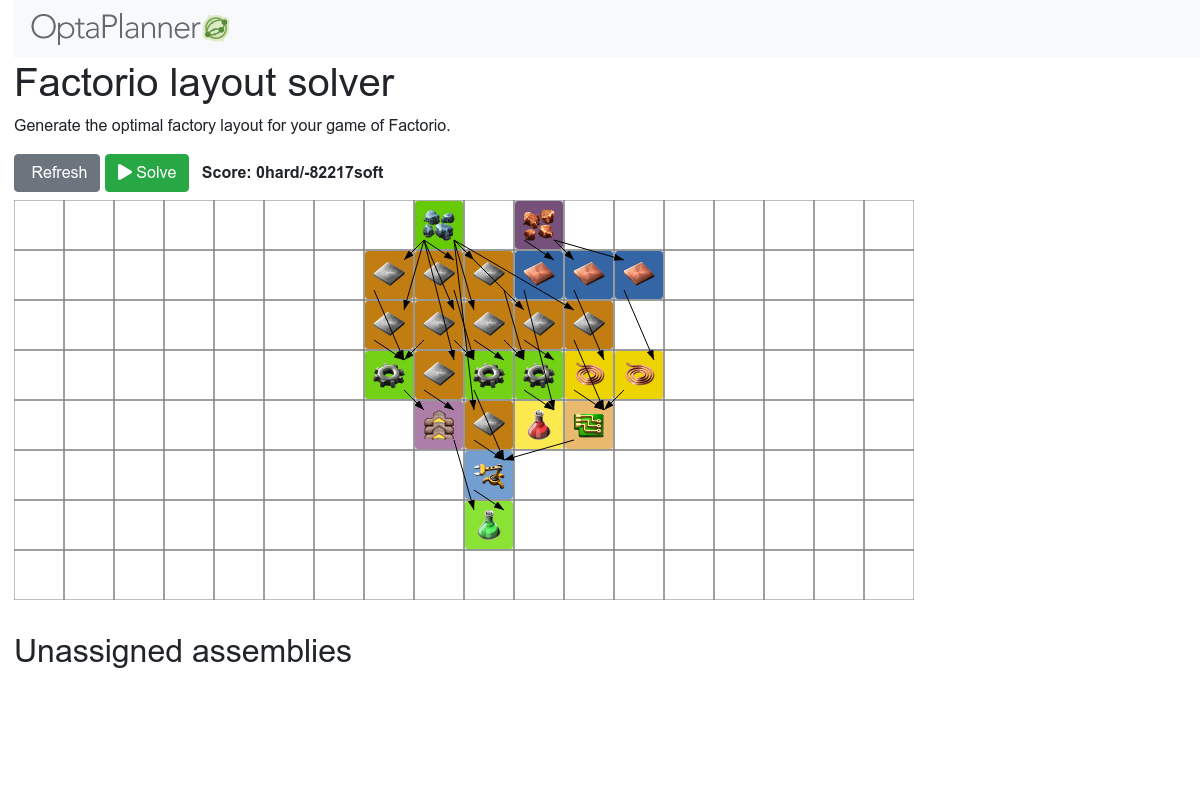 OptaPlanner
Factorio layout solver
Generate the optimal factory layout for your game of Factorio.
Refresh
Solve
Score: 0hard/-82217soft
Unassigned assemblies